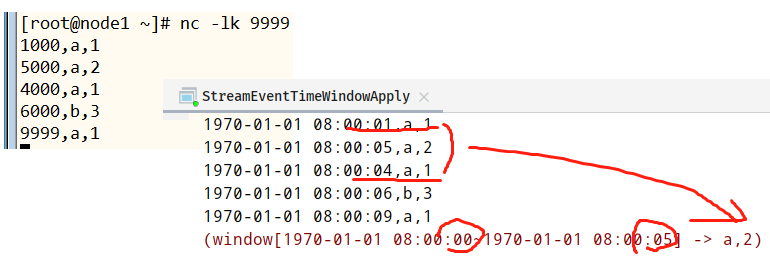 [root@node1 ~]# nc -lk 9999
1000,a,1
5000,a,2
4000,a,1
6000,b,3
9999,a,1
StreamEventTimeWindowApply
1970-01-01 08:00:01,a,1
1970-01-01 08:00:05,a,2
1970-01-01 08:00:04,a,1
1970-01-01 08:00:06,b,3
1970-01-01 08:00:09,a,1
(window[1970-01-01 08:00:00~1970-01-01 08:00:05] -> a,2)